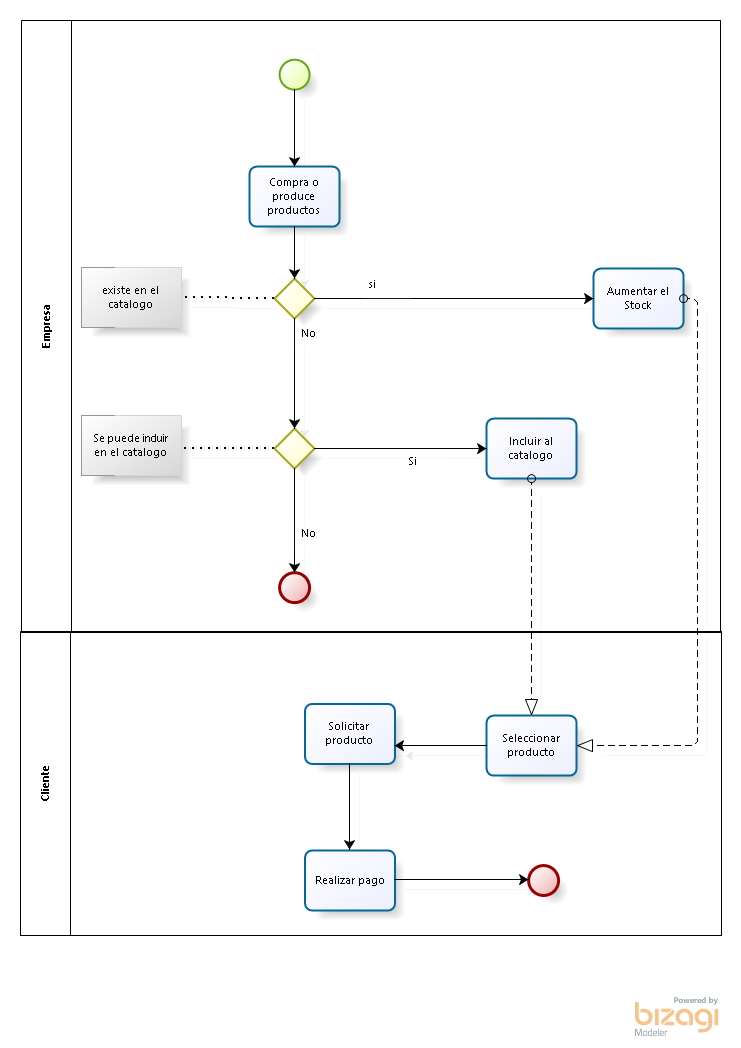 Empresa
Compra o
produce
productos
existe en el
catalogo
si
Aumentar el
Stock
No
Se puede induir
en el catalogo
Si
Incluir al
catalogo
No
Cliente
Solicitar
producto
Seleccionar
producto
Realizar pago
Powered by
bizagi
Modeler